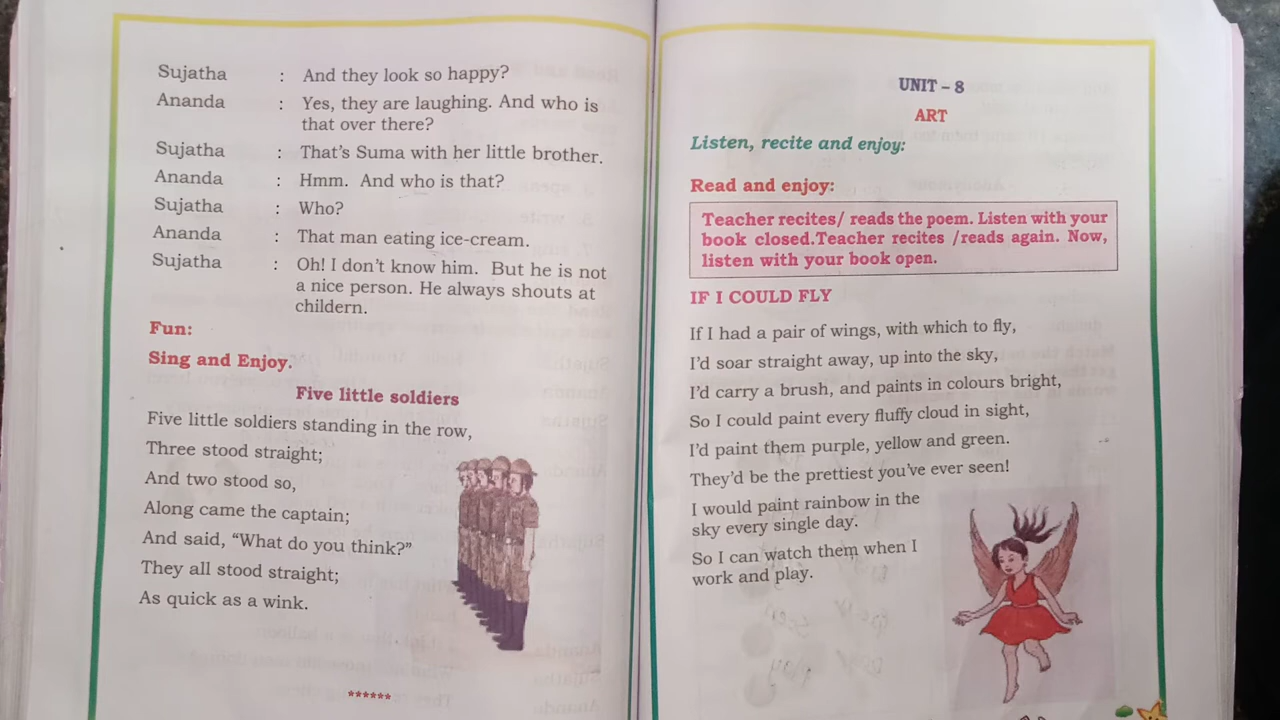 Sujatha : And they look so happy?
Ananda : Yes, they are laughing. And who is
that over there?
Sujatha : That's Suma with her little brother.
Ananda : Hmm. And who is that?
Sujatha : Who?
Ananda : That man eating ice-cream.
Sujatha : Oh! I don't know him. But he is not
a nice person. He always shouts at
childern.
Fun:
Sing and Enjoy.
Five little soldiers
Five little soldiers standing in the row,
Three stood straight;
And two stood so,
Along came the captain;
And said, "What do you think?"
They all stood straight;
As quick as a wink.
******
UNIT – 8
ART
Listen, recite and enjoy:
Read and enjoy:
Teacher recites/ reads the poem. Listen with your
book closed.Teacher recites /reads again. Now,
listen with your book open.
IF I COULD FLY
If I had a pair of wings, with which to fly,
I'd soar straight away, up into the sky,
I'd carry a brush, and paints in colours bright,
So I could paint every fluffy cloud in sight,
I'd paint them purple, yellow and green.
They'd be the prettiest you've ever seen!
I would paint rainbow in the
sky every single day.
So I can watch them when I
work and play.